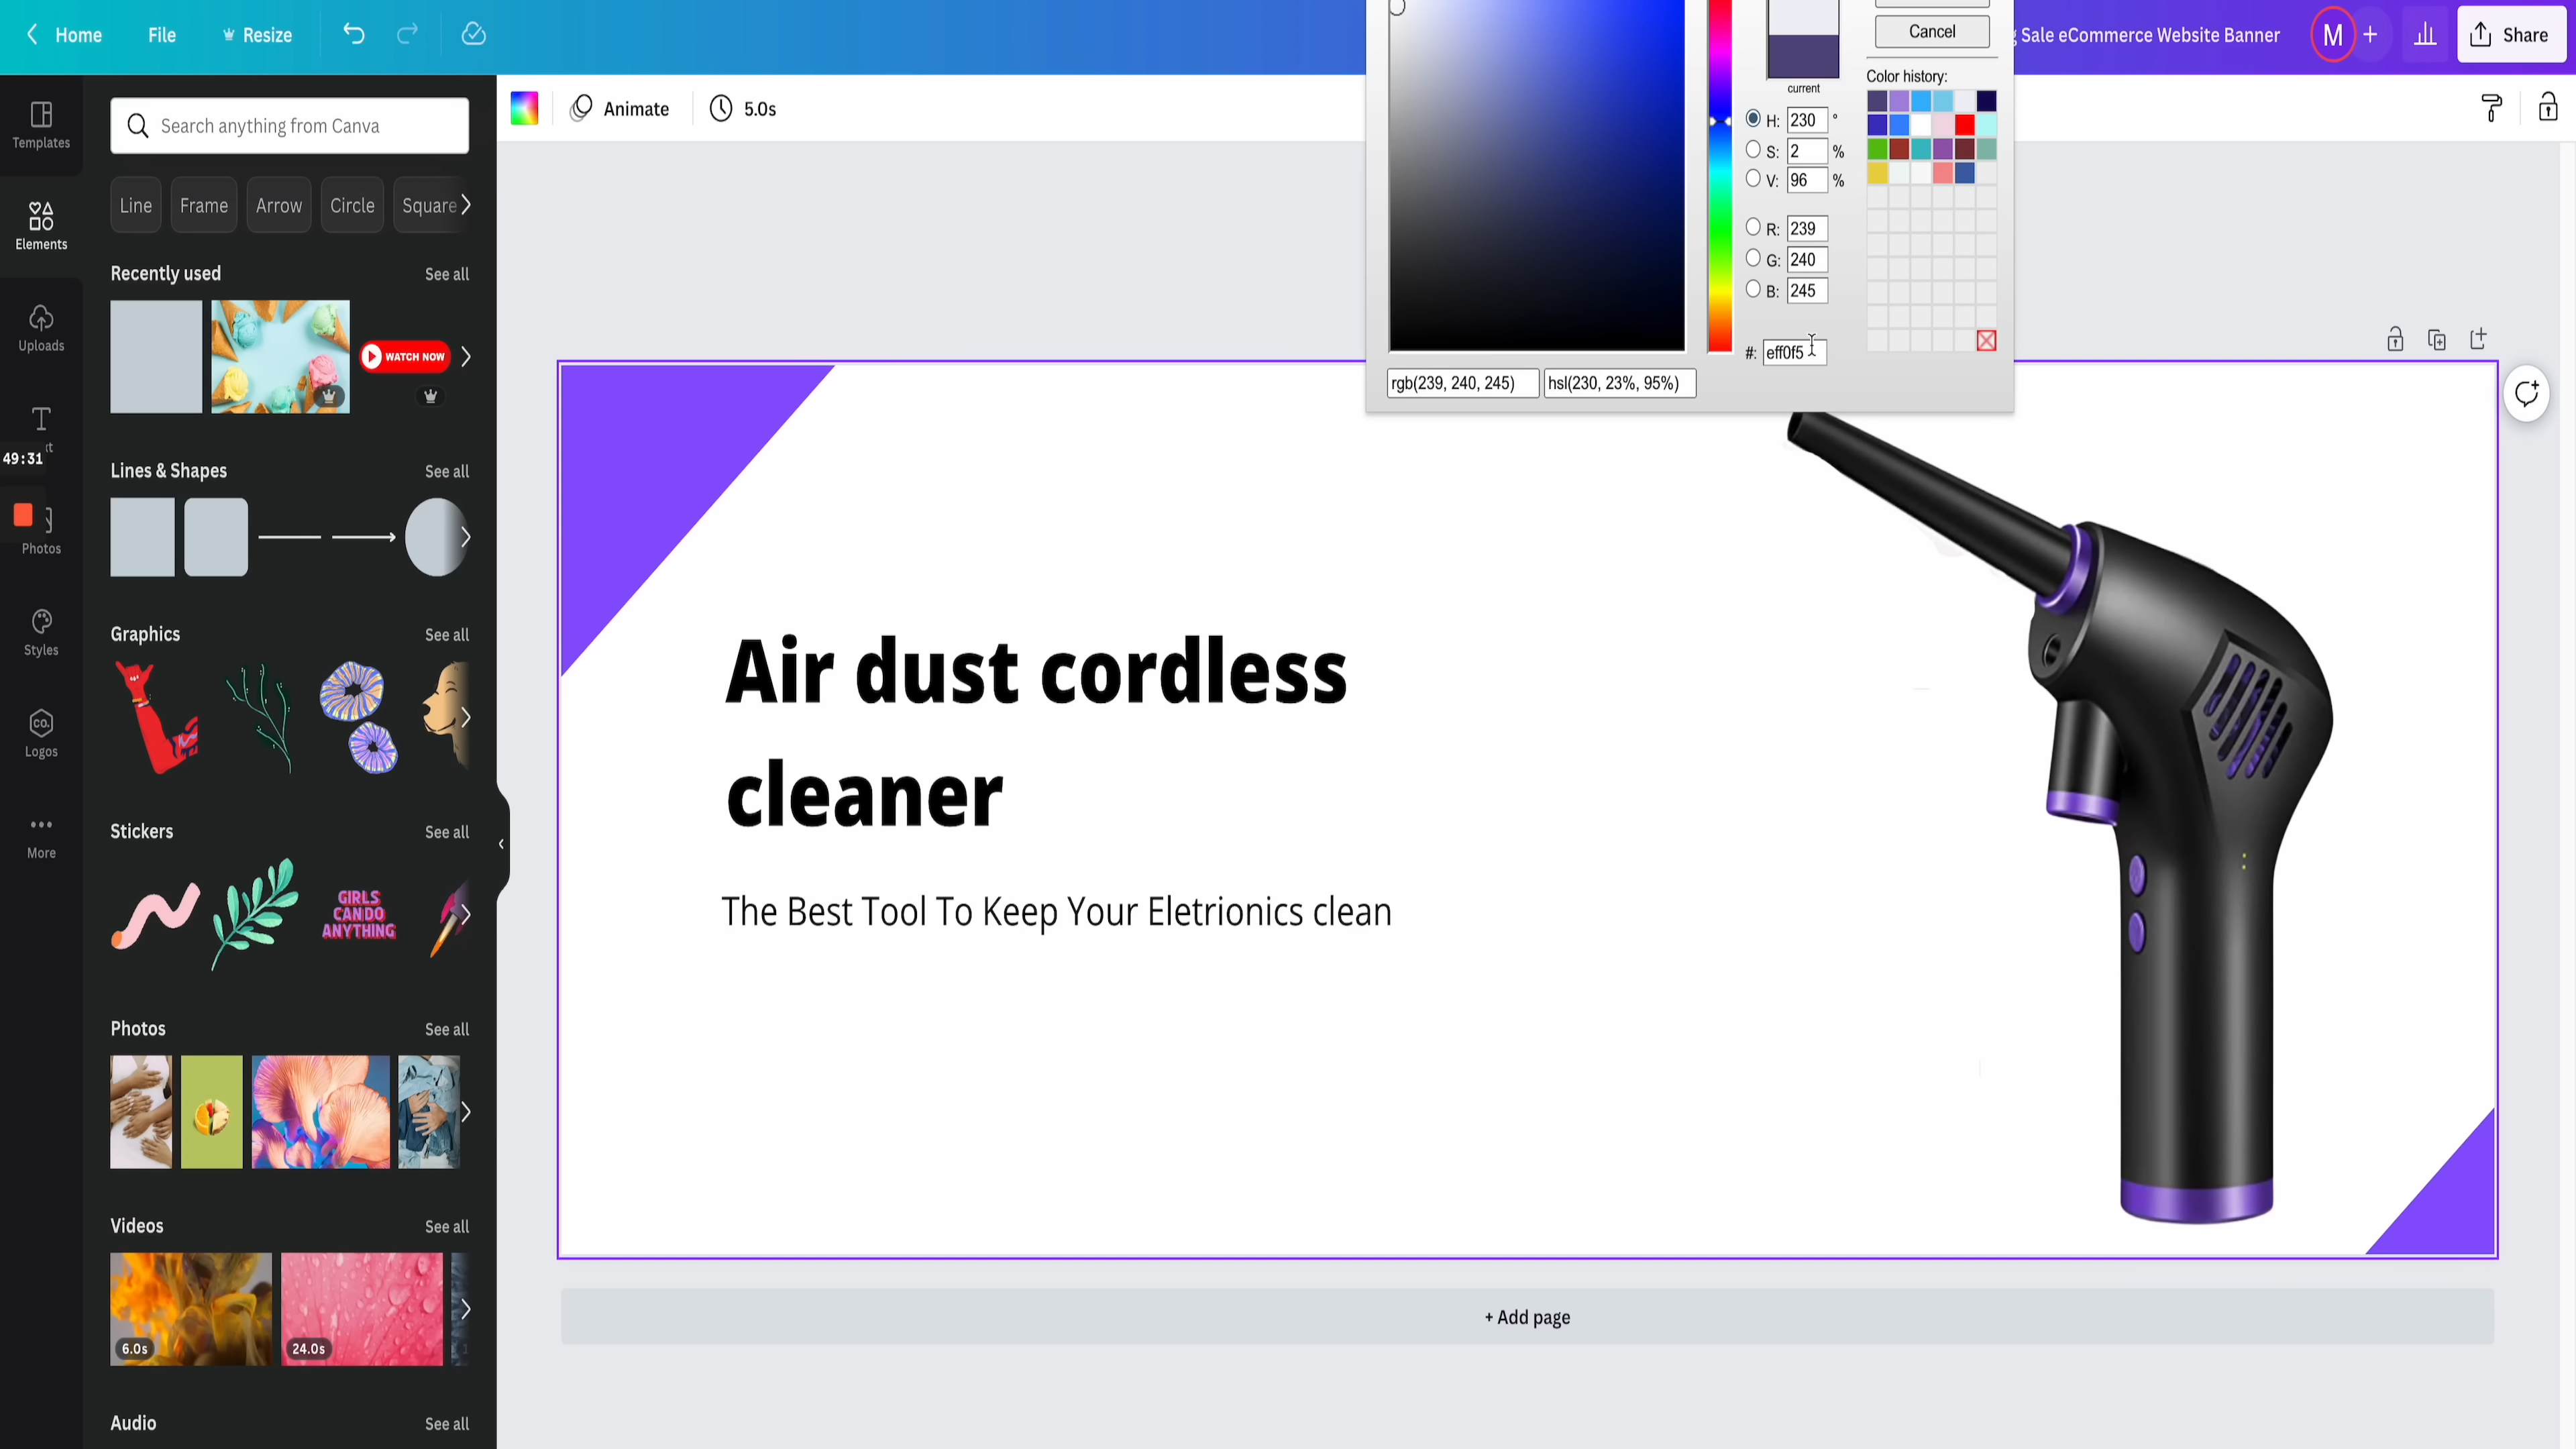 Home File Resize
Sale eCommerce Website Banner M + Share
Cancel
Color history:
current
H: 230 °
S: 2 %
V: 96 %
R: 239
G: 240
B: 245
#: eff0f5
rgb(239, 240, 245) hsl(230, 23%, 95%)
Animate 5.0s
Templates
Elements
Uploads
49:31
Photos
Styles
Logos
More
Search anything from Canva
Line Frame Arrow Circle Square
Recently used See all
WATCH NOW
Lines & Shapes See all
Graphics See all
Stickers See all
GIRLS
CAN DO
ANYTHING
Photos See all
Videos See all
6.0s 24.0s
Audio See all
CO.
Air dust cordless
cleaner
The Best Tool To Keep Your Eletrionics clean
+ Add page